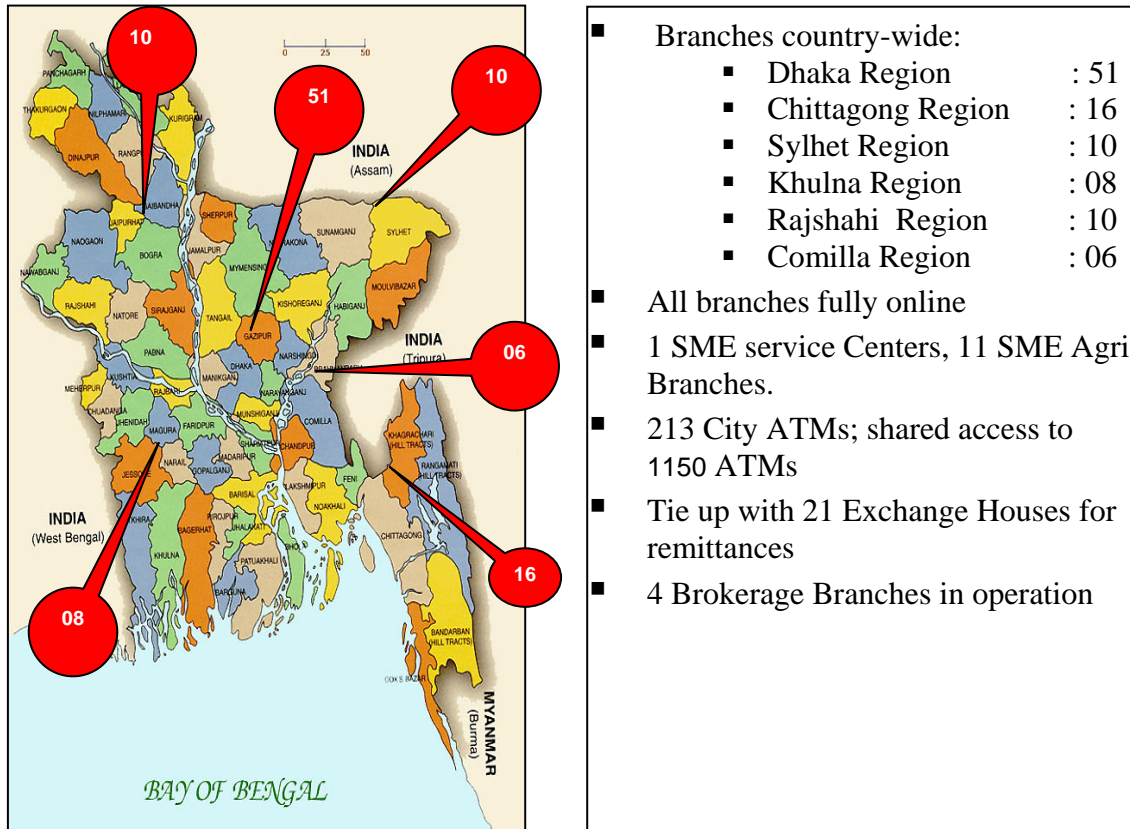 10
10
51
06
16
08
0 25 50
PANCHAGARH
THAKURGAON
NILPHAMARI
KURIGRAM
DINAJPUR
INDIA
(Assam)
SHERPUR
NAOGAON
BOGRA
JAMALPUR
MYMENSING
SUNAMGANJ
SYLHET
NAWABGANJ
RAJSHAHI
NATORE
SIRAJGANJ
TANGAIL
KISHOREGANJ
HABIGANJ
MOULVIBAZAR
GAZIPUR
PABNA
INDIA
(Tripura)
DHAKA
NARSHINGD
MANIKGANJ
MEHERPUR
KUSHTIA
RAJBARI
NARAYANGANJ
CHUADANGA
JHENIDAH
MAGURA
FARIDPUR
MUNSHIGANJ
COMILLA
MADARIPUR
CHANDPUR
KHAGRACHARI
(HILL TRACTS)
RANGAMATI
(HILL TRACTS)
JESSORE
NARAIL
GOPALGANJ
BARISAL
LAKSHMIPUR
FENI
NOAKHALI
INDIA
(West Bengal)
PIROJPUR
JHALAKATI
BAGERHAT
KHULNA
PATUAKHALI
BARGUNA
CHITTAGONG
BANDARBAN
(HILL TRACTS)
COX'S BAZAR
MYANMAR
(Burma)
BAY OF BENGAL
▪ Branches country-wide:
▪ Dhaka Region : 51
▪ Chittagong Region : 16
▪ Sylhet Region : 10
▪ Khulna Region : 08
▪ Rajshahi Region : 10
▪ Comilla Region : 06
▪ All branches fully online
▪ 1 SME service Centers, 11 SME Agri
Branches.
▪ 213 City ATMs; shared access to
1150 ATMs
▪ Tie up with 21 Exchange Houses for
remittances
▪ 4 Brokerage Branches in operation